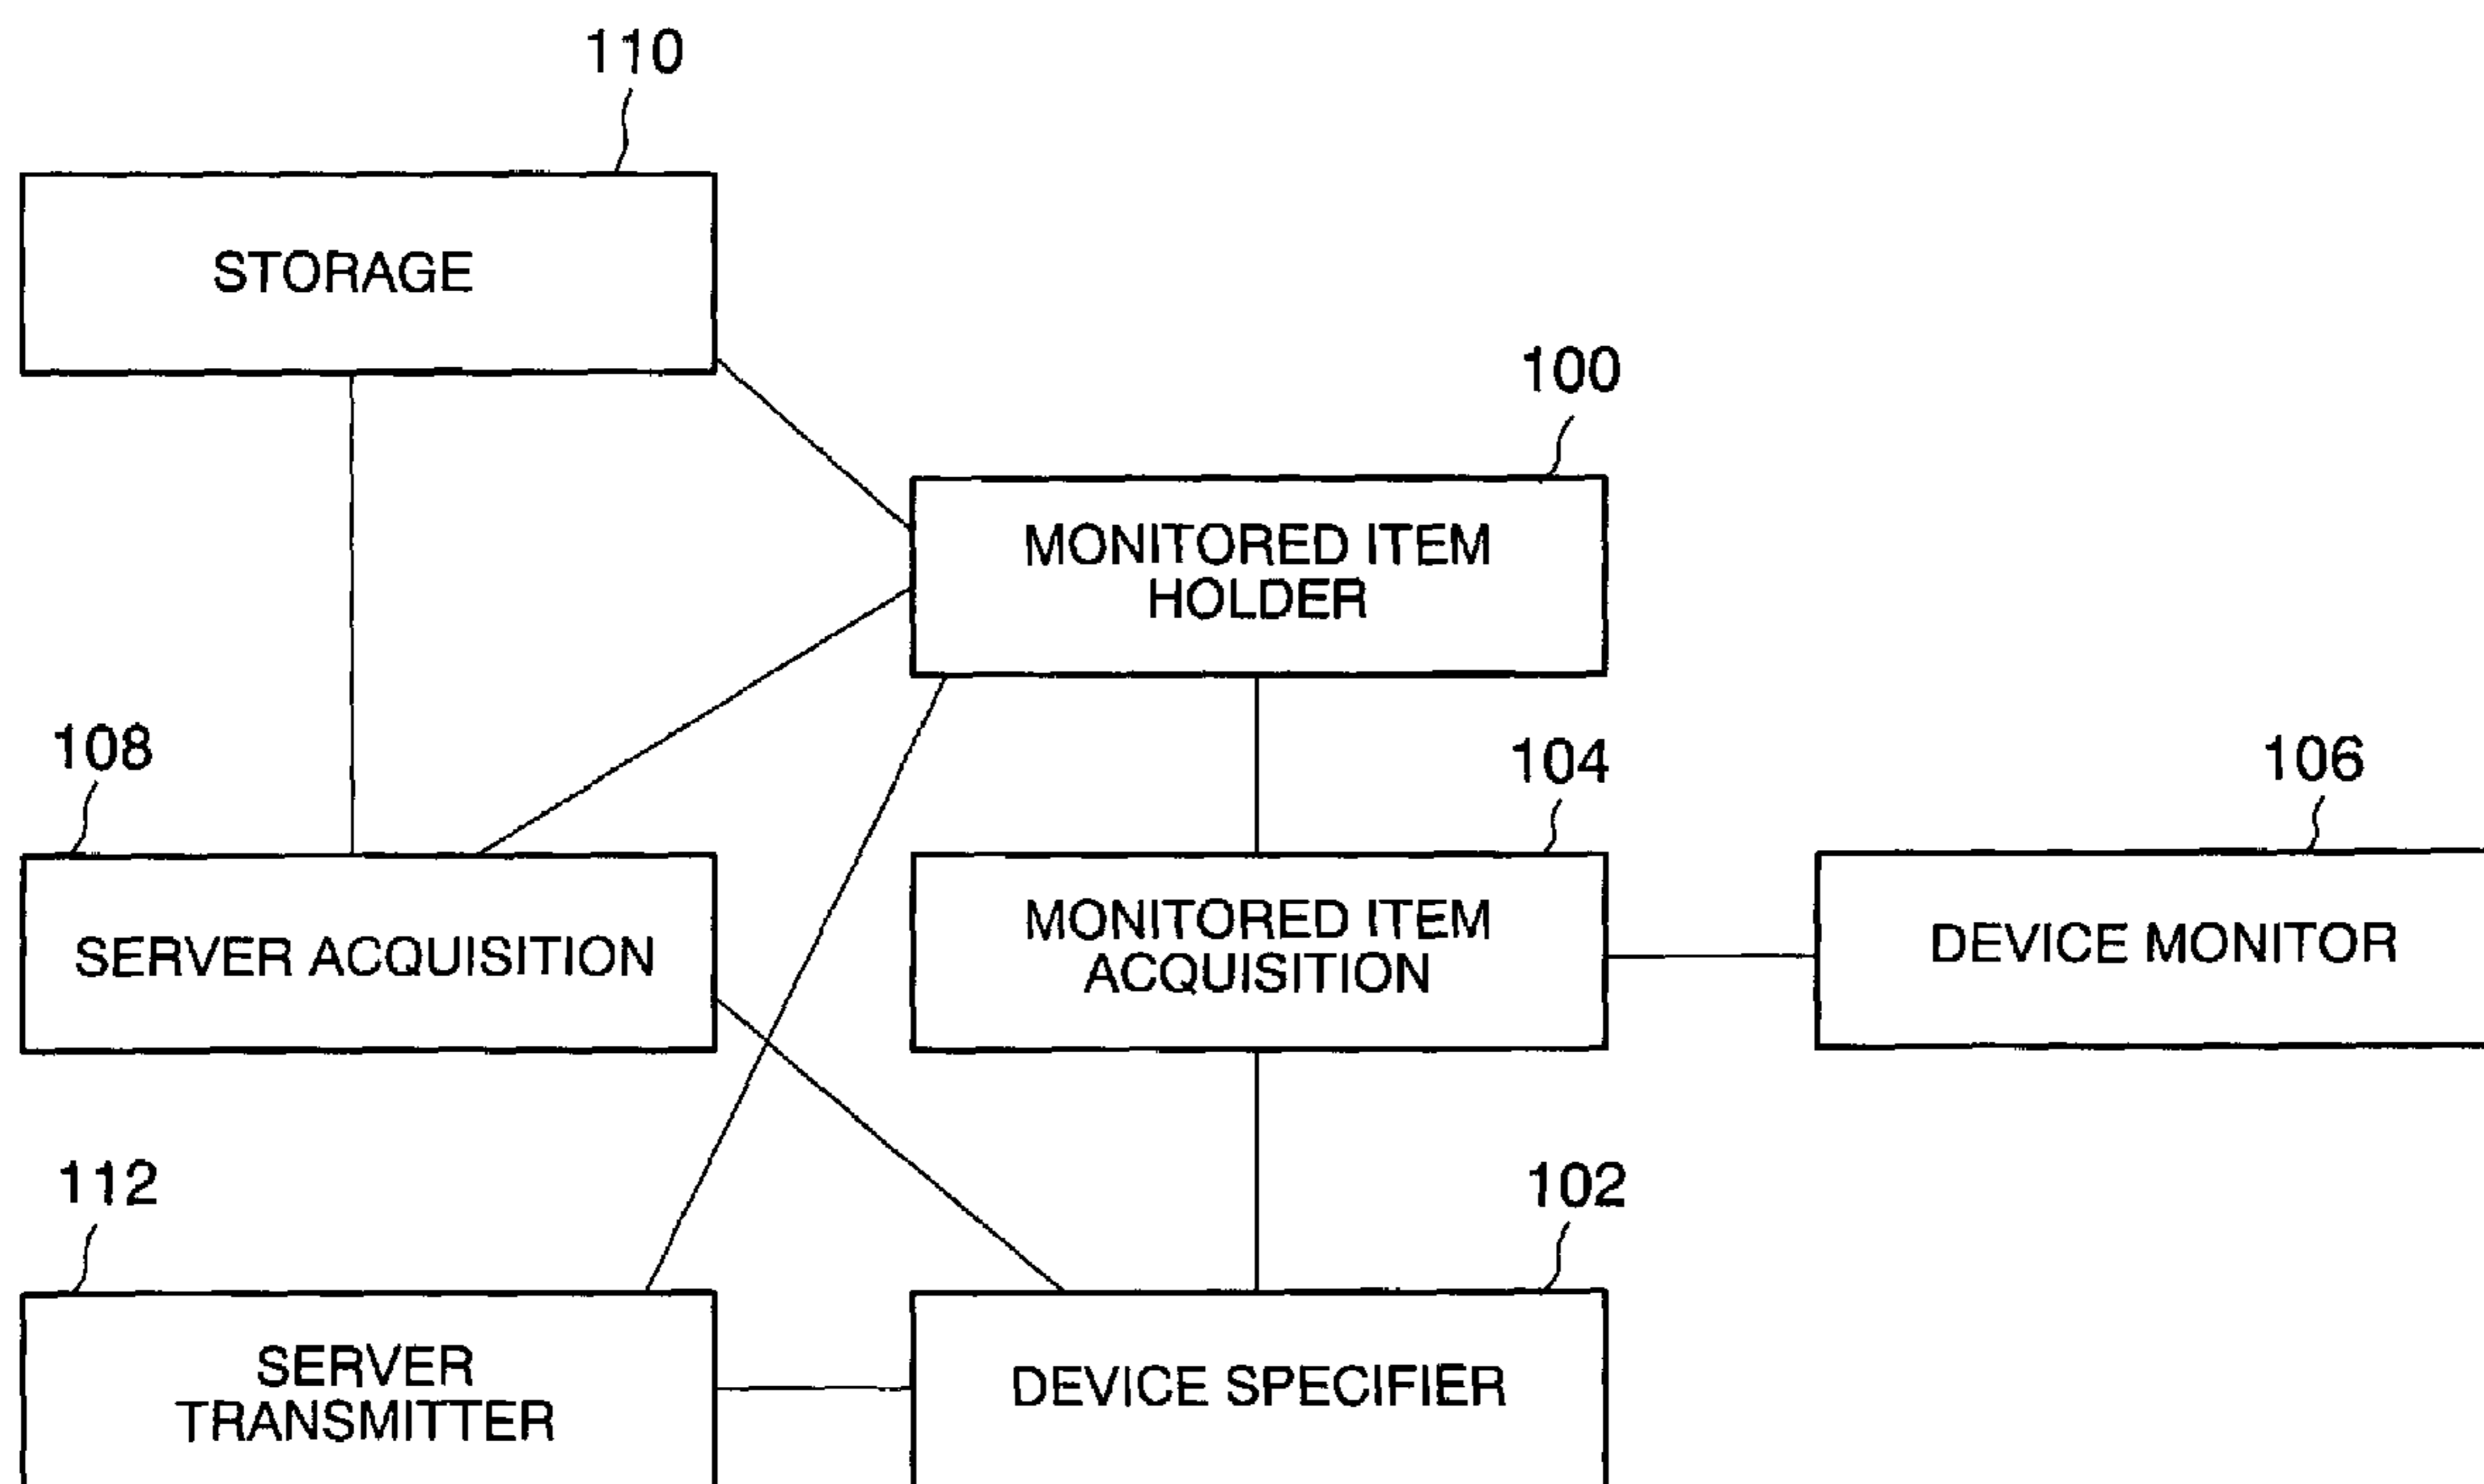 110
STORAGE
100
MONITORED ITEM
HOLDER
108
104
106
SERVER ACQUISITION
MONITORED ITEM
ACQUISITION
DEVICE MONITOR
112
102
SERVER
TRANSMITTER
DEVICE SPECIFIER